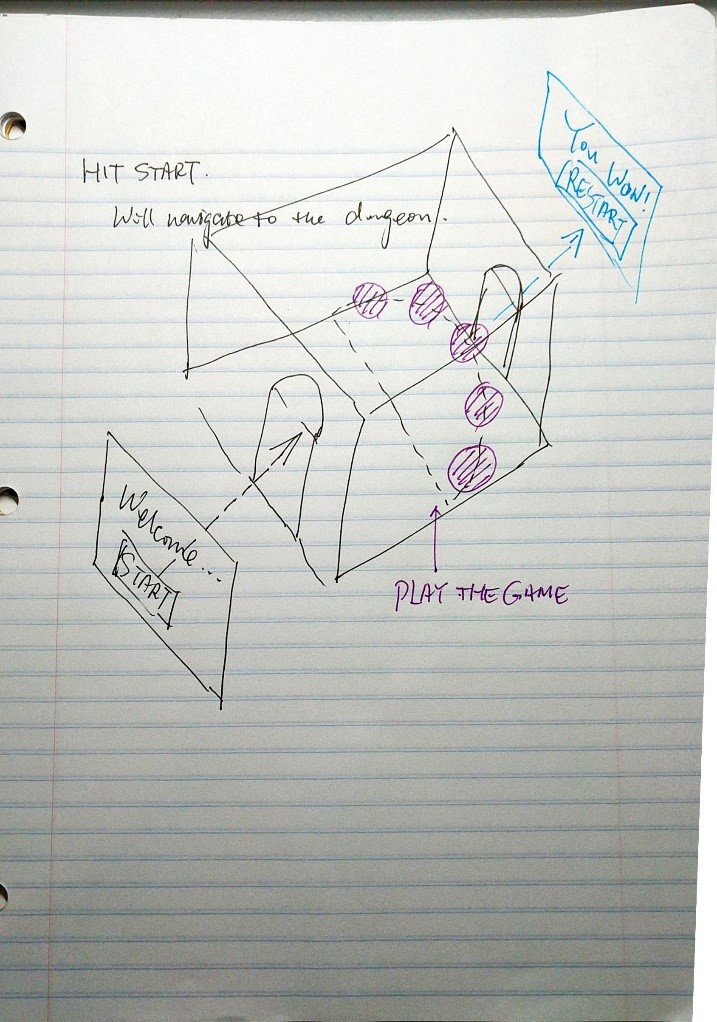 HIT START.
Will navigate to the dungeon.
You WON!
RESTART
Welcome...
START
PLAY THE GAME